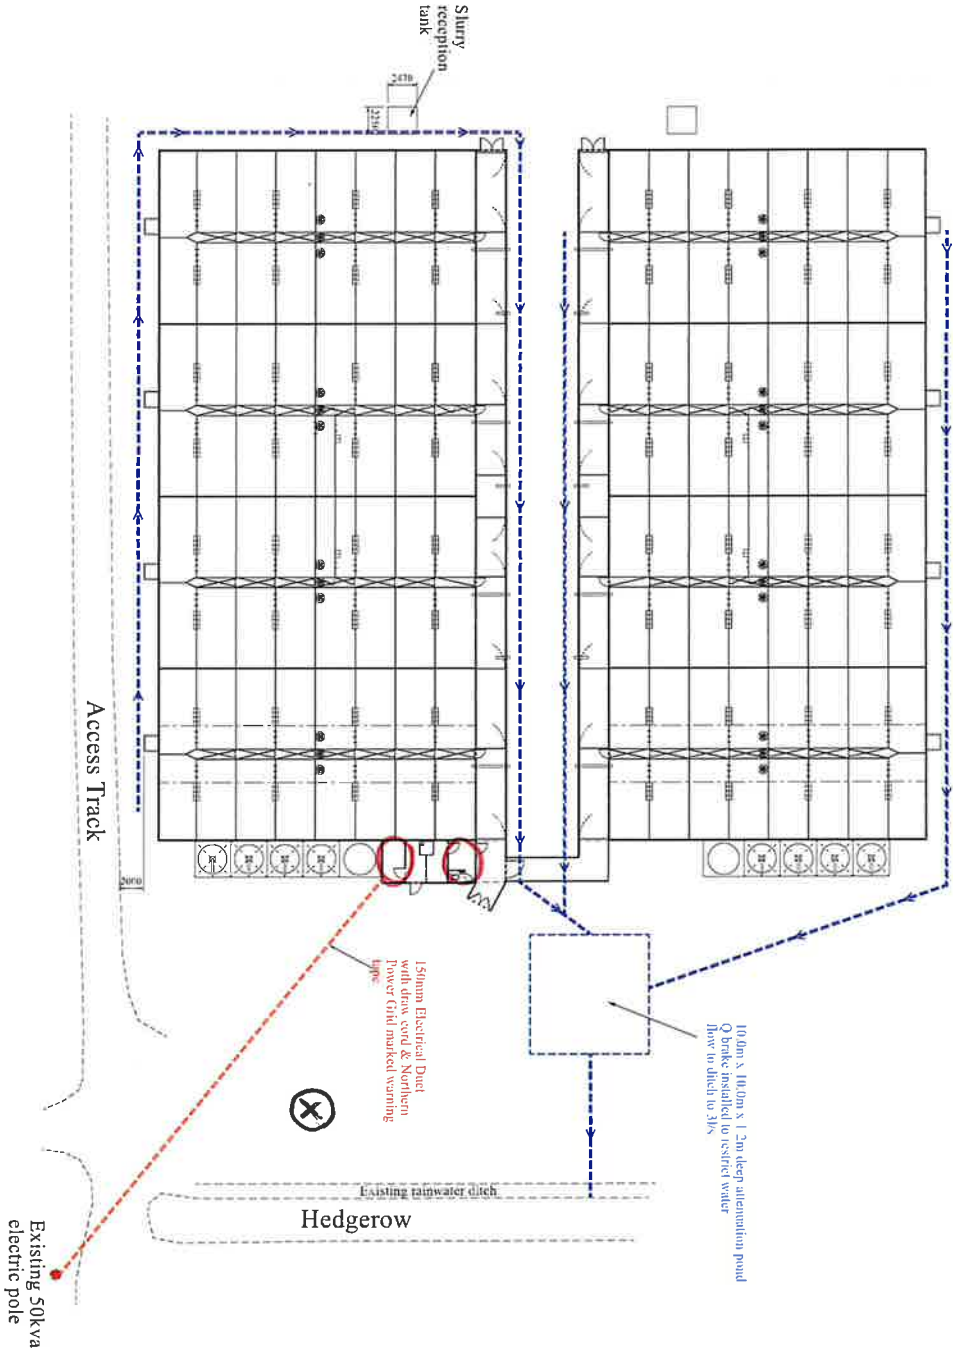 Slurry
reception
tank
2470
2250
Access Track
2000
150mm Electrical Duct
with draw cord & Northern
Power Grid marked warning
tape
10.0m x 10.0m x 1.2m deep attenuation pond
Q brake installed to restrict water
flow to ditch to 3l/s
Existing rainwater ditch
Hedgerow
Existing 50kva
electric pole